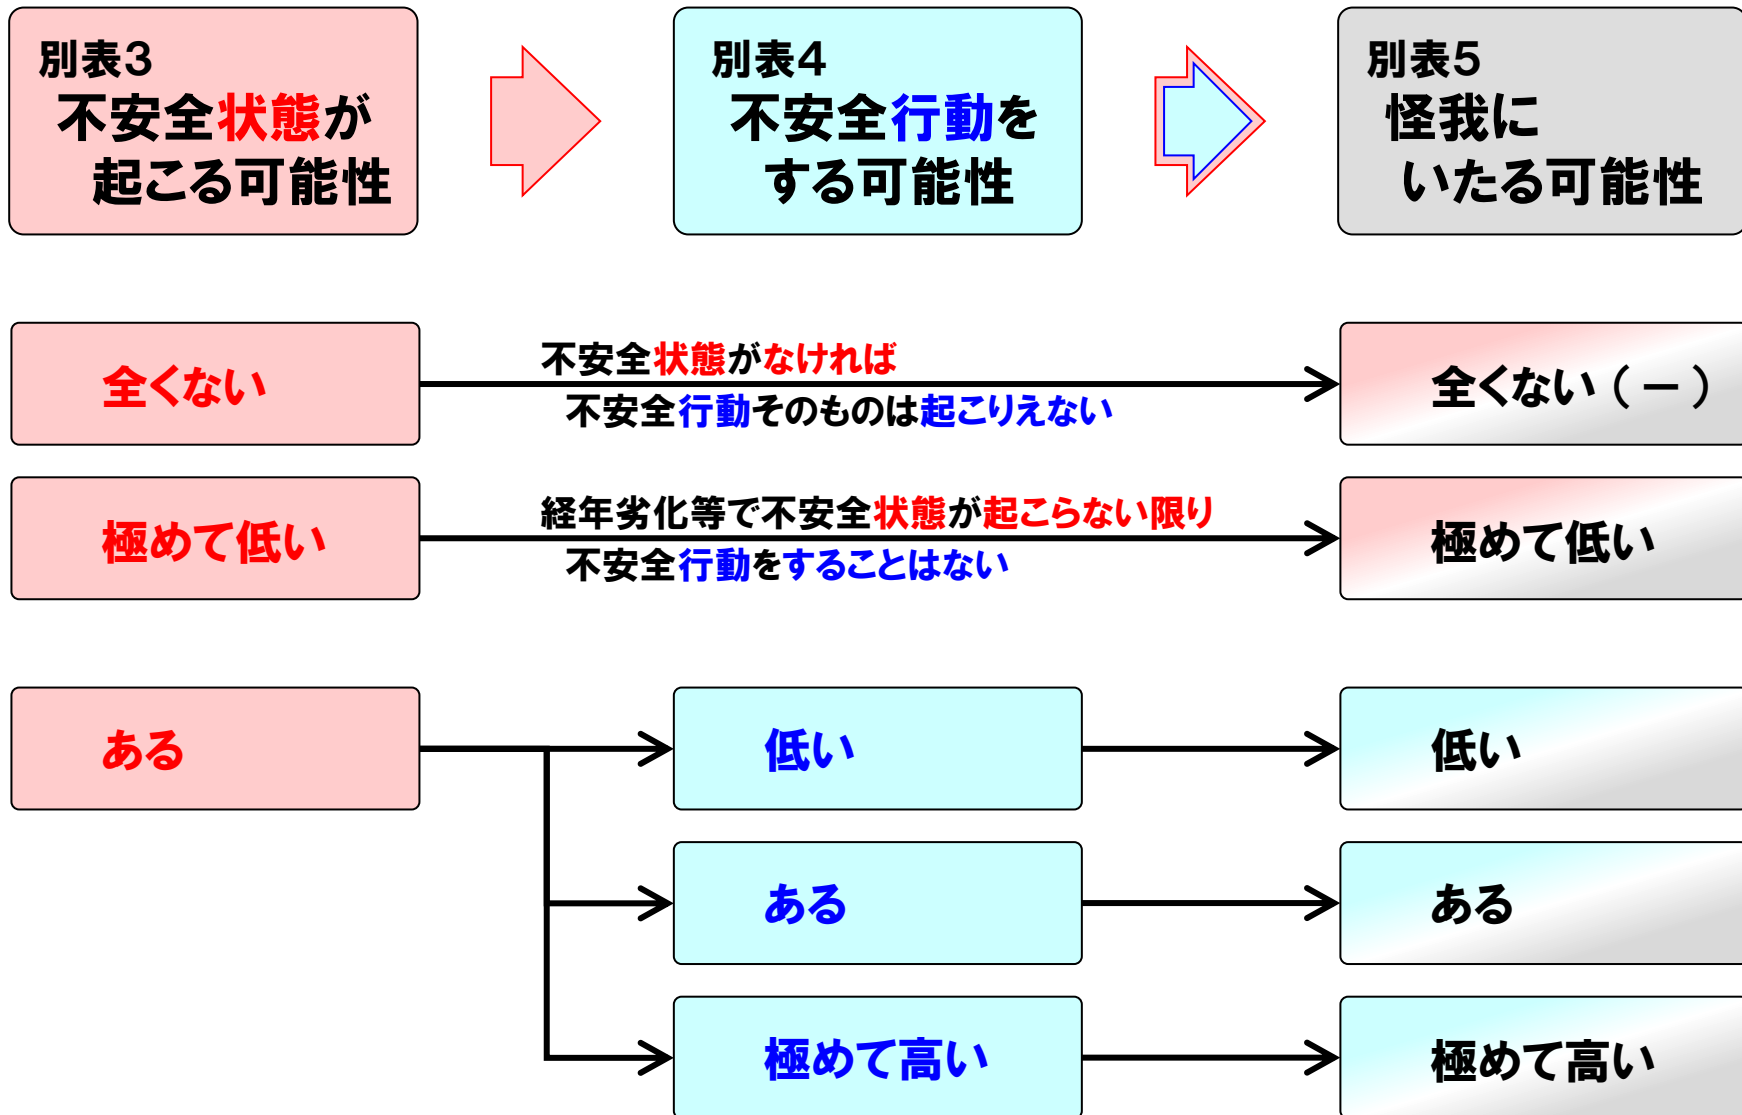 別表3
不安全状態が
起こる可能性
別表4
不安全行動を
する可能性
別表5
怪我に
いたる可能性
全くない
不安全状態がなければ
不安全行動そのものは起こりえない
全くない（－）
極めて低い
経年劣化等で不安全状態が起こらない限り
不安全行動をすることはない
極めて低い
ある
低い
低い
ある
ある
極めて高い
極めて高い